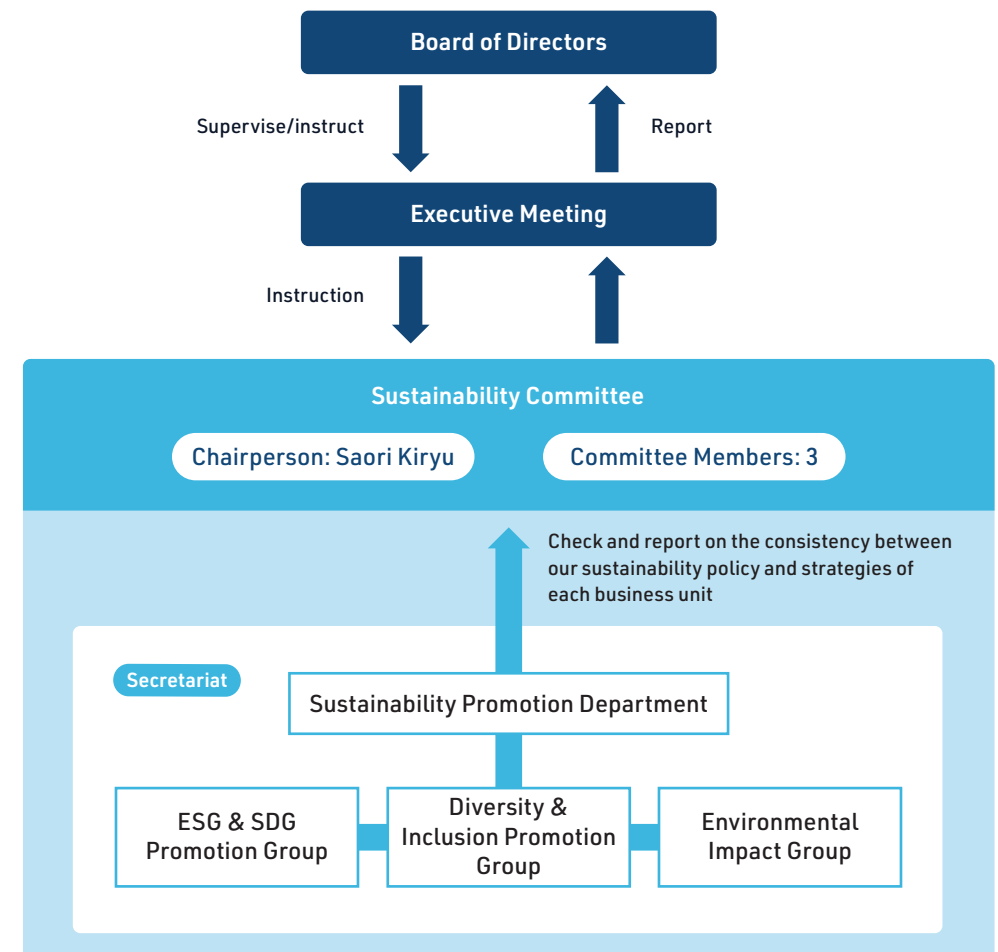 Board of Directors
Supervise/instruct
Report
Executive Meeting
Instruction
Sustainability Committee
Chairperson: Saori Kiryu
Committee Members: 3
Check and report on the consistency between
our sustainability policy and strategies of
each business unit
Secretariat
Sustainability Promotion Department
ESG & SDG
Promotion Group
Diversity &
Inclusion Promotion
Group
Environmental
Impact Group